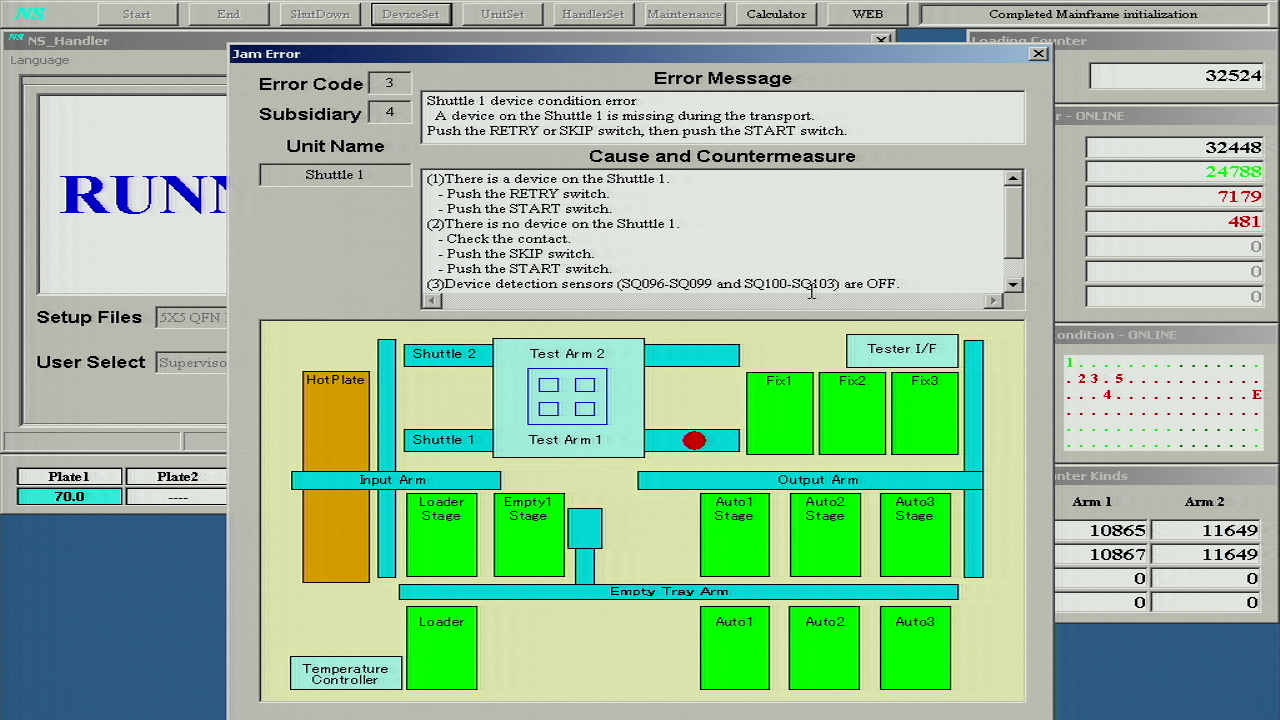 NS
Start
End
ShutDown
DeviceSet
UnitSet
HandlerSet
Maintenance
Calculator
WEB
Completed Mainframe initialization
NS NS_Handler
Language
RUNN
Setup Files
5X5 QFN
User Select
Superviso
Plate1
Plate2
70.0
----
Jam Error
Error Code
3
Subsidiary
4
Unit Name
Shuttle 1
Error Message
Shuttle 1 device condition error
A device on the Shuttle 1 is missing during the transport.
Push the RETRY or SKIP switch, then push the START switch.
Cause and Countermeasure
(1)There is a device on the Shuttle 1.
- Push the RETRY switch.
- Push the START switch.
(2)There is no device on the Shuttle 1.
- Check the contact.
- Push the SKIP switch.
- Push the START switch.
(3)Device detection sensors (SQ096-SQ099 and SQ100-SQ103) are OFF.
HotPlate
Shuttle 2
Test Arm 2
Tester I/F
Fix1
Fix2
Fix3
Shuttle 1
Test Arm 1
Input Arm
Output Arm
Loader
Stage
Empty1
Stage
Auto1
Stage
Auto2
Stage
Auto3
Stage
Empty Tray Arm
Loader
Auto1
Auto2
Auto3
Temperature
Controller
Loading Counter
32524
r - ONLINE
32448
24788
7179
481
0
0
0
ondition - ONLINE
1 . . . . . . . . . . . . . . .
. 2 3 . 5 . . . . . . . . . . .
. . . . 4 . . . . . . . . . . E
unter Kinds
Arm 1
Arm 2
10865
11649
10867
11649
0
0
0
0